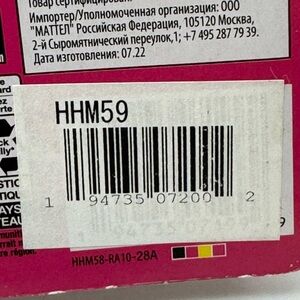 Товар сертифицирован
Импортер/Уполномоченная организация: ООО
"МАТТЕЛ" Российская Федерация, 105120 Москва,
2-й Сыромятнический переулок,1; +7 495 287 79 39.
Дата изготовления: 07.22
HHM59
1 94735 07200 2
HHM58-RA10-28A